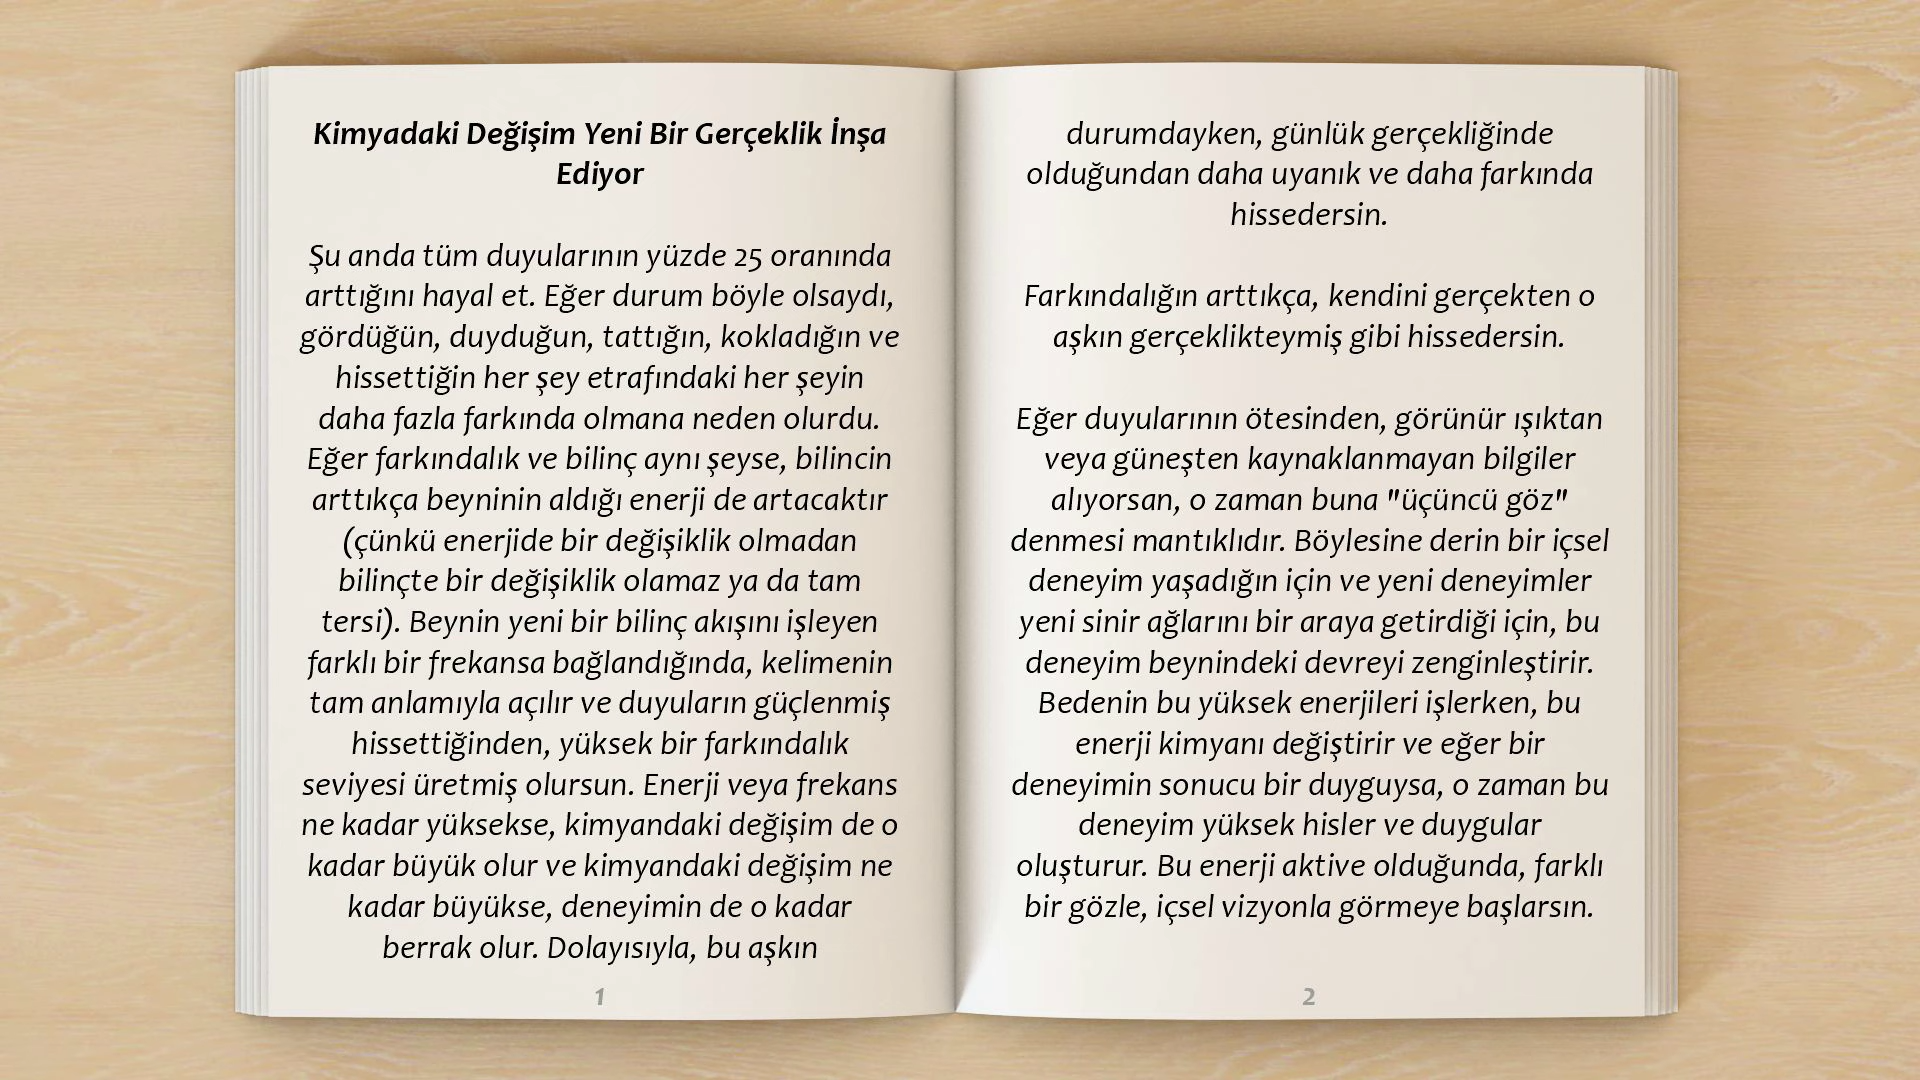 Kimyadaki Değişim Yeni Bir Gerçeklik İnşa
Ediyor
Şu anda tüm duyularının yüzde 25 oranında
arttığını hayal et. Eğer durum böyle olsaydı,
gördüğün, duyduğun, tattığın, kokladığın ve
hissettiğin her şey etrafındaki her şeyin
daha fazla farkında olmana neden olurdu.
Eğer farkındalık ve bilinç aynı şeyse, bilincin
arttıkça beyninin aldığı enerji de artacaktır
(çünkü enerjide bir değişiklik olmadan
bilinçte bir değişiklik olamaz ya da tam
tersi). Beynin yeni bir bilinç akışını işleyen
farklı bir frekansa bağlandığında, kelimenin
tam anlamıyla açılır ve duyuların güçlenmiş
hissettiğinden, yüksek bir farkındalık
seviyesi üretmiş olursun. Enerji veya frekans
ne kadar yüksekse, kimyandaki değişim de o
kadar büyük olur ve kimyandaki değişim ne
kadar büyükse, deneyimin de o kadar
berrak olur. Dolayısıyla, bu aşkın
1
durumdayken, günlük gerçekliğinde
olduğundan daha uyanık ve daha farkında
hissedersin.
Farkındalığın arttıkça, kendini gerçekten o
aşkın gerçeklikteymiş gibi hissedersin.
Eğer duyularının ötesinden, görünür ışıktan
veya güneşten kaynaklanmayan bilgiler
alıyorsan, o zaman buna "üçüncü göz"
denmesi mantıklıdır. Böylesine derin bir içsel
deneyim yaşadığın için ve yeni deneyimler
yeni sinir ağlarını bir araya getirdiği için, bu
deneyim beynindeki devreyi zenginleştirir.
Bedenin bu yüksek enerjileri işlerken, bu
enerji kimyanı değiştirir ve eğer bir
deneyimin sonucu bir duyguysa, o zaman bu
deneyim yüksek hisler ve duygular
oluşturur. Bu enerji aktive olduğunda, farklı
bir gözle, içsel vizyonla görmeye başlarsın.
2